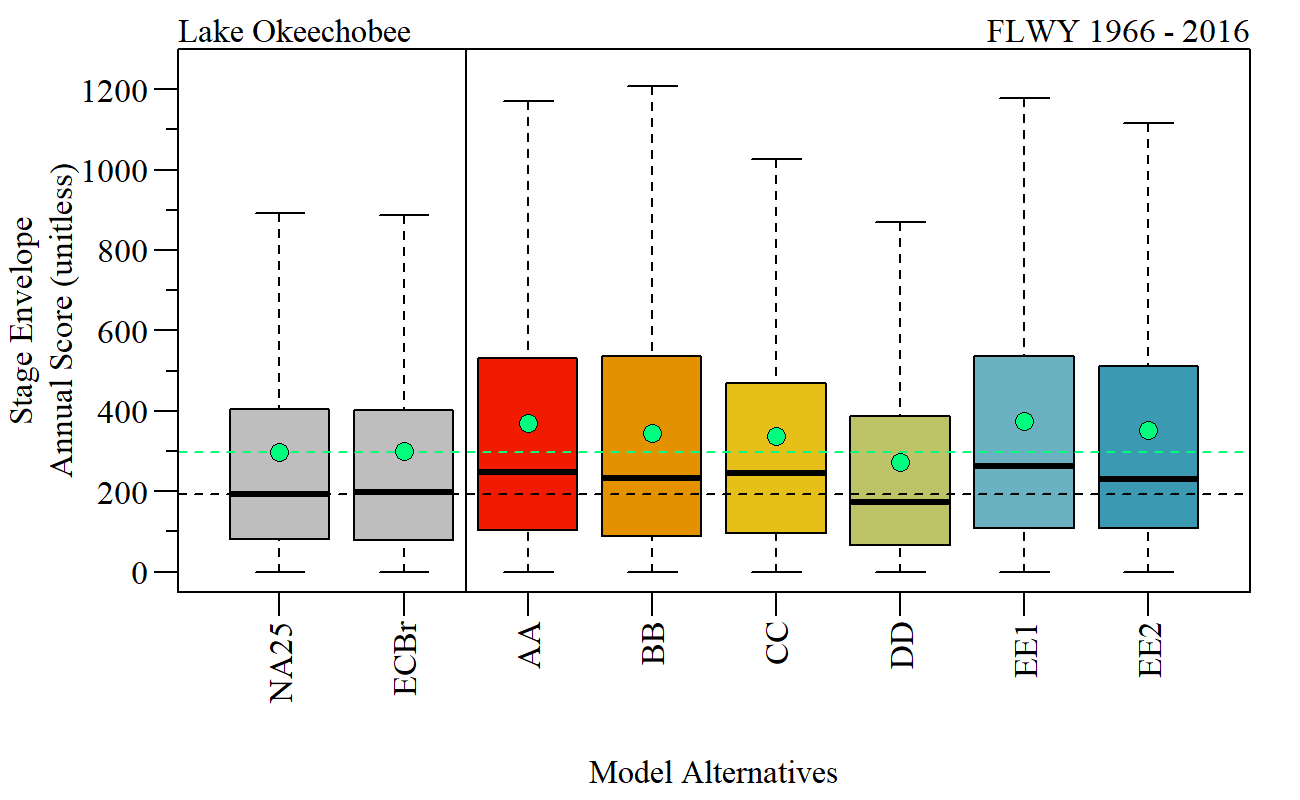 Lake Okeechobee
FLWY 1966 - 2016
Stage Envelope
Annual Score (unitless)
1200
1000
800
600
400
200
0
NA25
ECBr
AA
BB
CC
DD
EE1
EE2
Model Alternatives